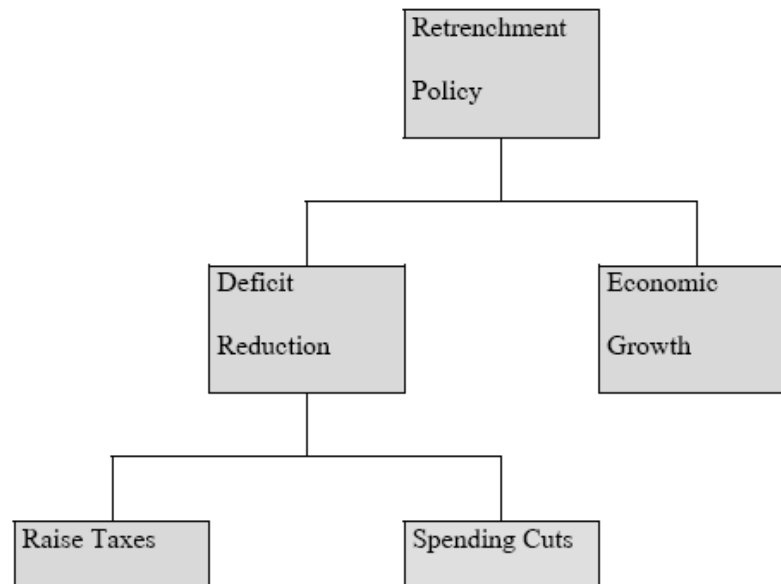 Retrenchment
Policy
Deficit
Reduction
Economic
Growth
Raise Taxes
Spending Cuts